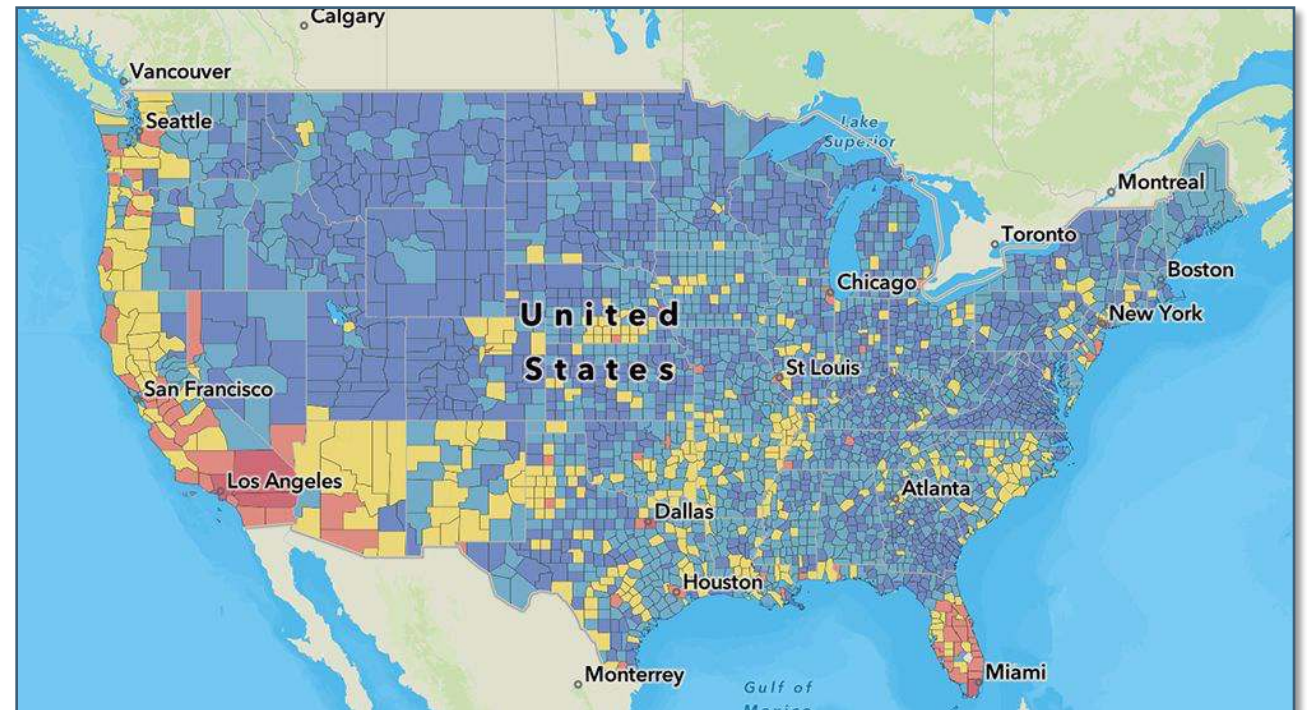 Calgary
Vancouver
Seattle
Lake
Superior
Montreal
Toronto
Boston
Chicago
New York
United
States
St Louis
San Francisco
Los Angeles
Atlanta
Dallas
Houston
Monterrey
Miami
Gulf of
Mexico